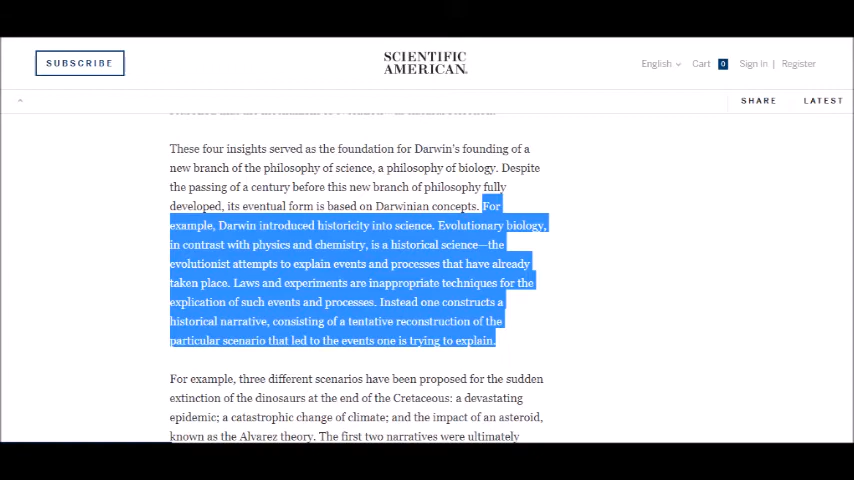 SUBSCRIBE
SCIENTIFIC
AMERICAN.
English
Cart 0
Sign In | Register
SHARE
LATEST
These four insights served as the foundation for Darwin's founding of a
new branch of the philosophy of science, a philosophy of biology. Despite
the passing of a century before this new branch of philosophy fully
developed, its eventual form is based on Darwinian concepts. For
example, Darwin introduced historicity into science. Evolutionary biology,
in contrast with physics and chemistry, is a historical science—the
evolutionist attempts to explain events and processes that have already
taken place. Laws and experiments are inappropriate techniques for the
explication of such events and processes. Instead one constructs a
historical narrative, consisting of a tentative reconstruction of the
particular scenario that led to the events one is trying to explain.
For example, three different scenarios have been proposed for the sudden
extinction of the dinosaurs at the end of the Cretaceous: a devastating
epidemic; a catastrophic change of climate; and the impact of an asteroid,
known as the Alvarez theory. The first two narratives were ultimately